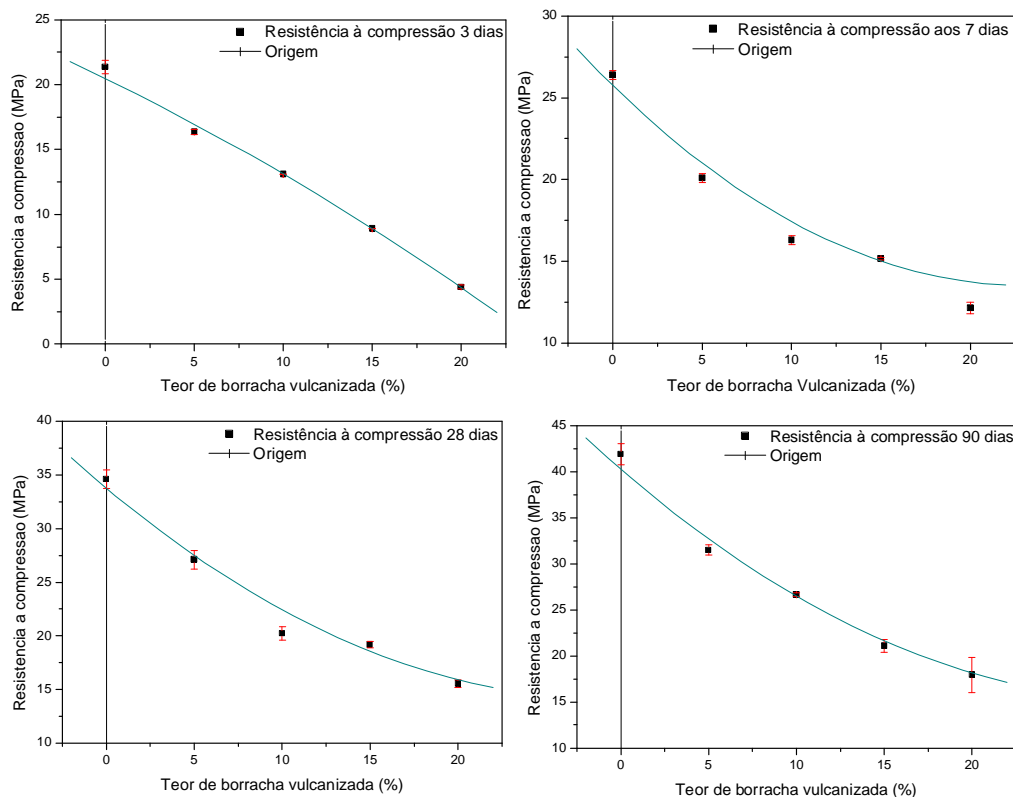 Resistência à compressão 3 dias
Origem
25
20
15
10
5
0
Resistencia a compressao (MPa)
0 5 10 15 20
Teor de borracha vulcanizada (%)
Resistência à compressão aos 7 dias
Origem
30
25
20
15
10
Resistencia a compressao (MPa)
0 5 10 15 20
Teor de borracha Vulcanizada (%)
Resistência à compressão 28 dias
Origem
40
35
30
25
20
15
10
Resistencia a compressao (MPa)
0 5 10 15 20
Teor de borracha vulcanizada (%)
Resistência à compressão 90 dias
Origem
45
40
35
30
25
20
15
10
Resistencia a compressao (MPa)
0 5 10 15 20
Teor de borracha vulcanizada (%)